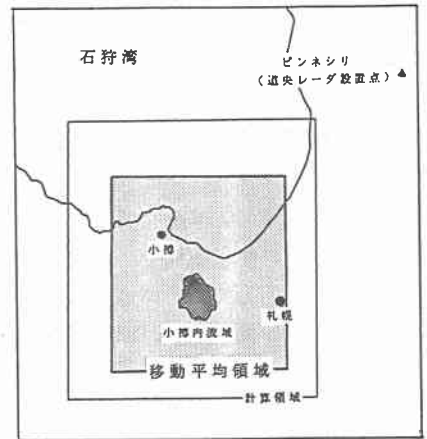 石狩湾
ピンネシリ
(道央レーダ設置点)
小樽
札幌
小樽内流域
移動平均領域
計算領域